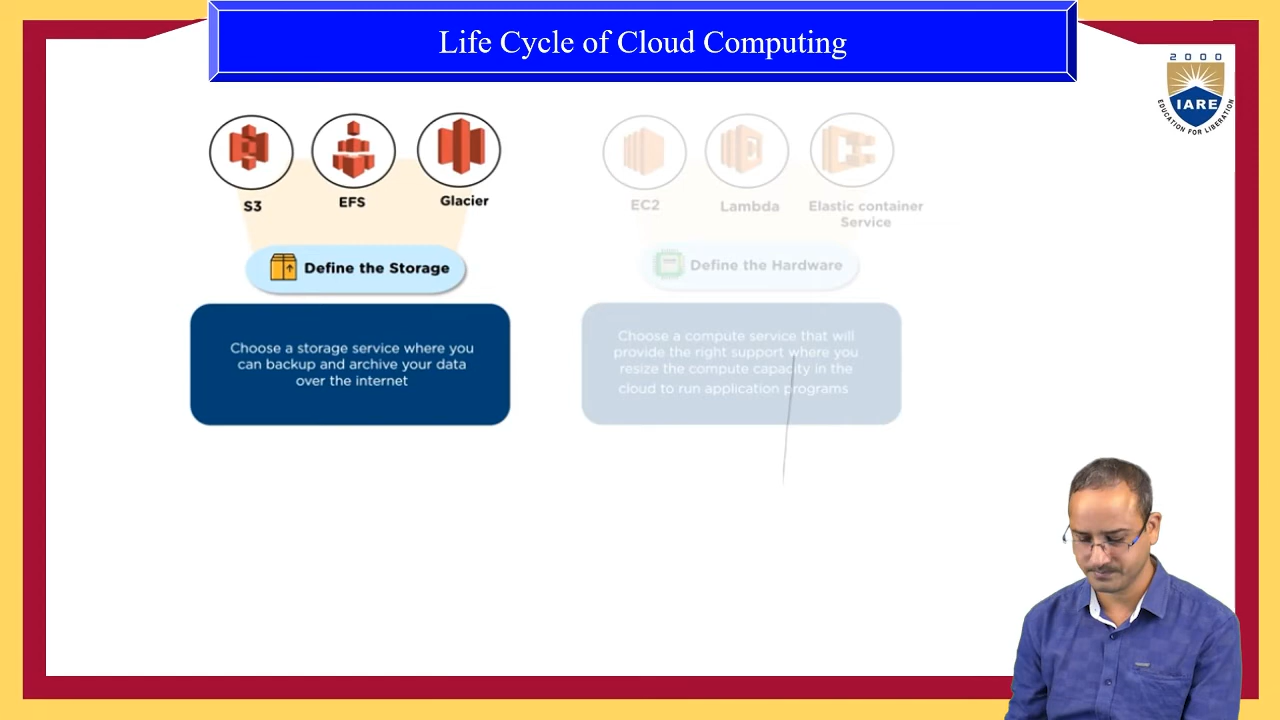 Life Cycle of Cloud Computing
2000
IARE
EDUCATION FOR LIBERATION
S3
EFS
Glacier
Define the Storage
Choose a storage service where you
can backup and archive your data
over the internet
EC2
Lambda
Elastic container
Service
Define the Hardware
Choose a compute service that will
provide the right support where you
resize the compute capacity in the
cloud to run application programs